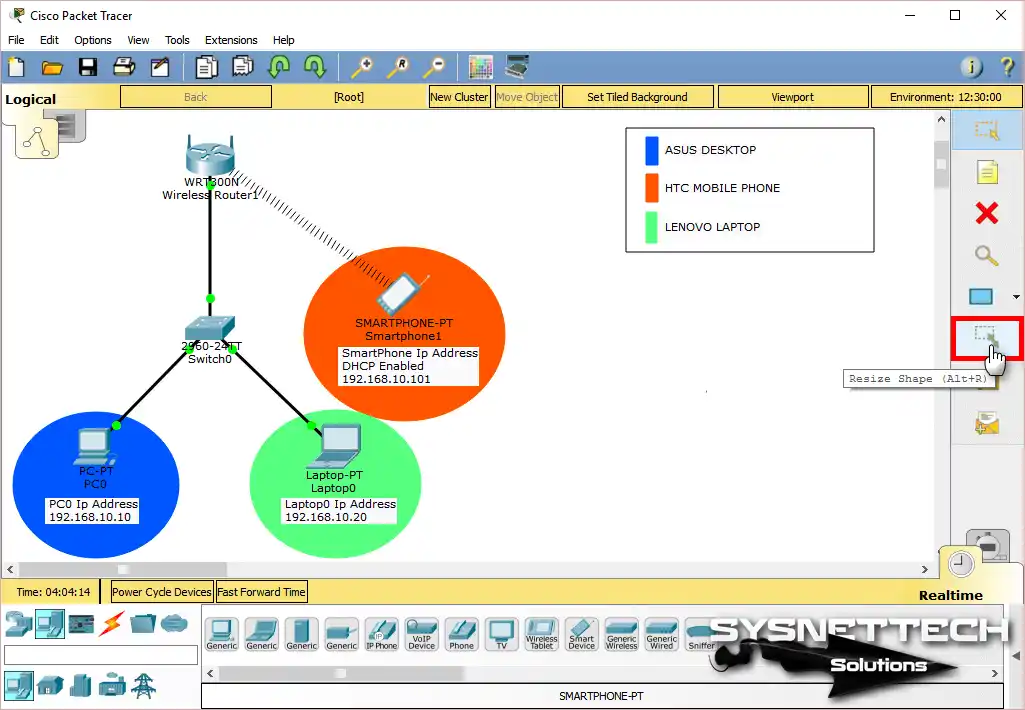 Cisco Packet Tracer
File Edit Options View Tools Extensions Help
Logical
Back
[Root]
New Cluster
Move Object
Set Tiled Background
Viewport
Environment: 12:30:00
ASUS DESKTOP
HTC MOBILE PHONE
LENOVO LAPTOP
WRT300N
Wireless Router1
SMARTPHONE-PT
Smartphone1
SmartPhone Ip Address
DHCP Enabled
192.168.10.101
2960-24TT
Switch0
Resize Shape (Alt+R)
PC-PT
PC0
PC0 Ip Address
192.168.10.10
Laptop-PT
Laptop0
Laptop0 Ip Address
192.168.10.20
Time: 04:04:14
Power Cycle Devices
Fast Forward Time
Realtime
Generic
Generic
Generic
Generic
IP
IP Phone
VoIP
Device
Phone
TV
Wireless
Tablet
Smart
Device
Generic
Wireless
Generic
Wired
Sniffer
SYSNETTECH
Solutions
SMARTPHONE-PT